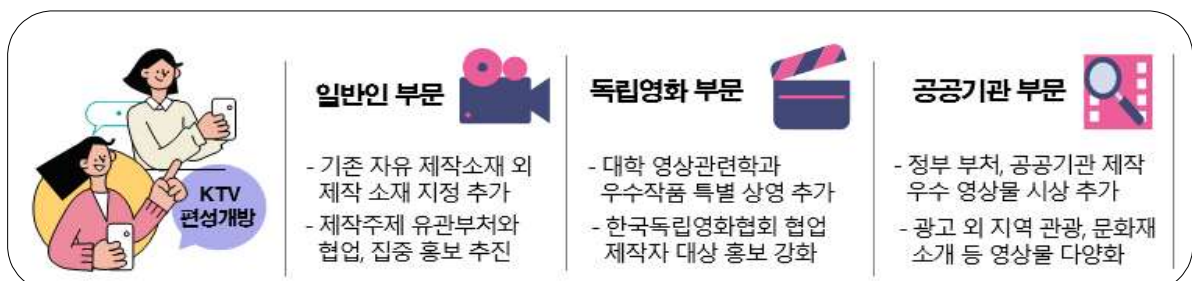 KTV
편성개방
일반인 부문
- 기존 자유 제작소재 외
제작 소재 지정 추가
- 제작주제 유관부처와
협업, 집중 홍보 추진
독립영화 부문
- 대학 영상관련학과
우수작품 특별 상영 추가
- 한국독립영화협회 협업
제작자 대상 홍보 강화
공공기관 부문
- 정부 부처, 공공기관 제작
우수 영상물 시상 추가
- 광고 외 지역 관광, 문화재
소개 등 영상물 다양화